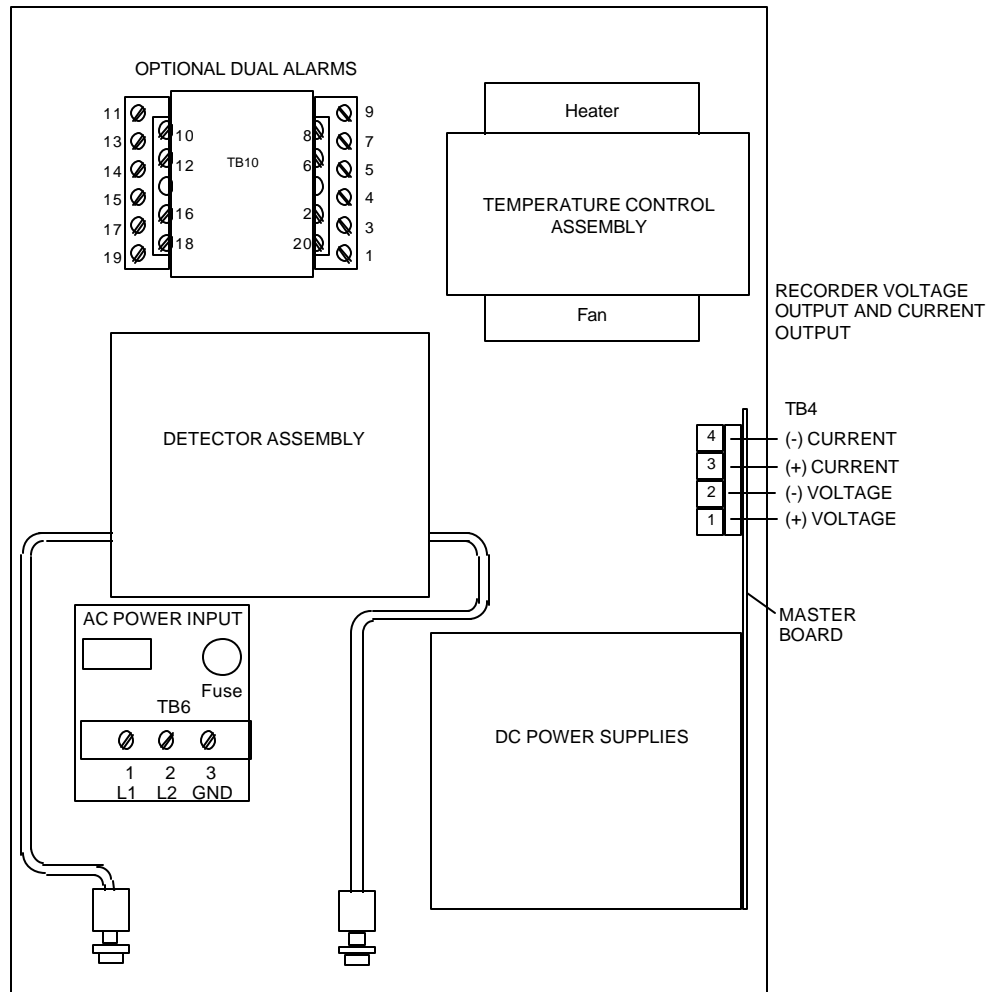 OPTIONAL DUAL ALARMS
11
13
14
15
17
19
10
12
16
18
TB10
8
6
2
20
9
7
5
4
3
1
Heater
TEMPERATURE CONTROL
ASSEMBLY
Fan
RECORDER VOLTAGE
OUTPUT AND CURRENT
OUTPUT
DETECTOR ASSEMBLY
TB4
4 (-) CURRENT
3 (+) CURRENT
2 (-) VOLTAGE
1 (+) VOLTAGE
MASTER
BOARD
AC POWER INPUT
Fuse
TB6
1 2 3
L1 L2 GND
DC POWER SUPPLIES